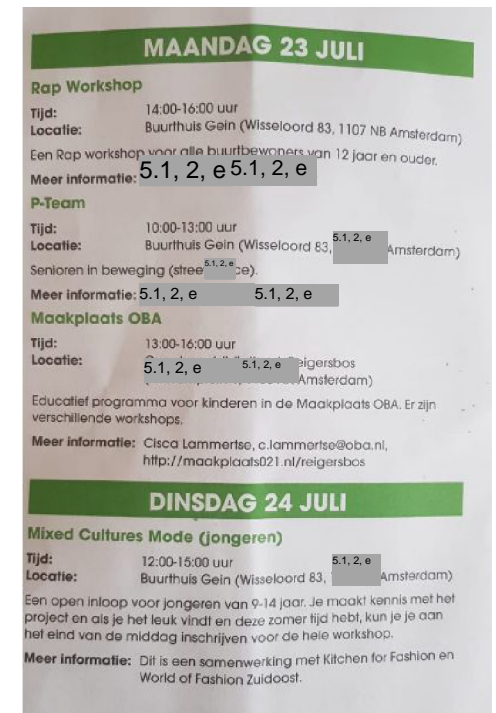 MAANDAG 23 JULI
Rap Workshop
Tijd: 14:00-16:00 uur
Locatie: Buurthuis Gein (Wisseloord 83, 1107 NB Amsterdam)
Een Rap workshop voor alle buurtbewoners van 12 jaar en ouder.
Meer informatie: 5.1, 2, e 5.1, 2, e
P-Team
Tijd: 10:00-13:00 uur
Locatie: Buurthuis Gein (Wisseloord 83, 5.1, 2, e Amsterdam)
Senioren in beweging (stree 5.1, 2, e ce).
Meer informatie: 5.1, 2, e 5.1, 2, e
Maakplaats OBA
Tijd: 13:00-16:00 uur
Locatie: 5.1, 2, e 5.1, 2, e Reigersbos
Amsterdam)
Educatief programma voor kinderen in de Maakplaats OBA. Er zijn
verschillende workshops.
Meer informatie: Cisca Lammertse, c.lammertse@oba.nl,
http://maakplaats021.nl/reigersbos
DINSDAG 24 JULI
Mixed Cultures Mode (jongeren)
Tijd: 12:00-15:00 uur
Locatie: Buurthuis Gein (Wisseloord 83, 5.1, 2, e Amsterdam)
Een open inloop voor jongeren van 9-14 jaar. Je maakt kennis met het
project en als je het leuk vindt en deze zomer tijd hebt, kun je je aan
het eind van de middag inschrijven voor de hele workshop.
Meer informatie: Dit is een samenwerking met Kitchen for Fashion en
World of Fashion Zuidoost.